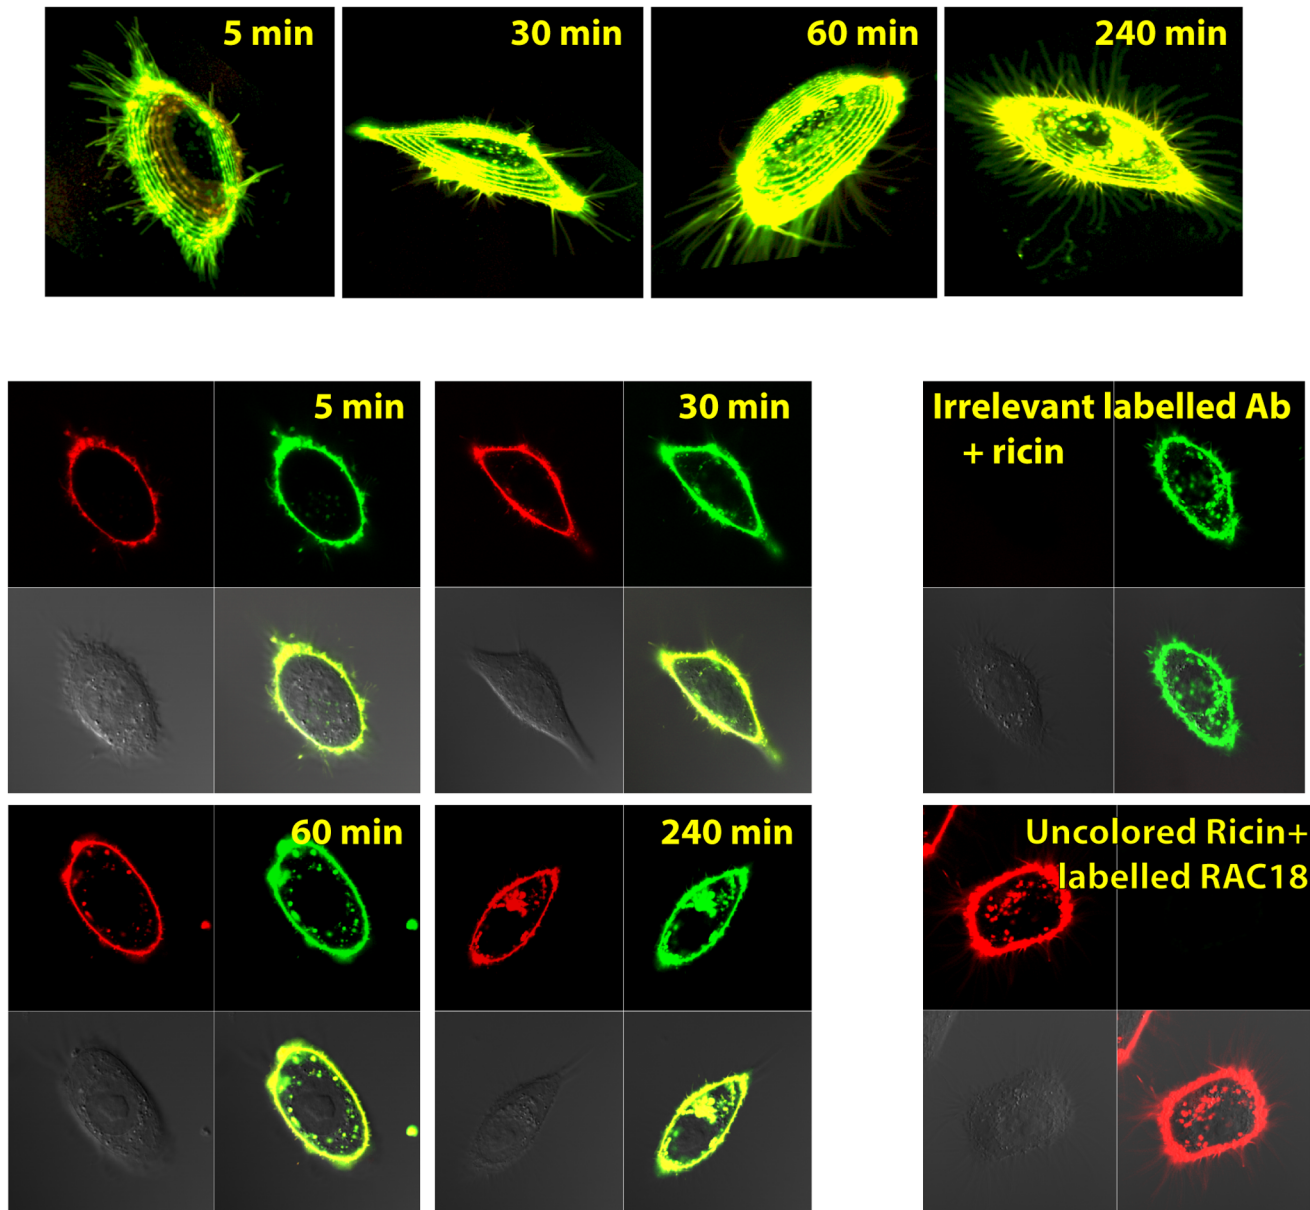 5 min
30 min
60 min
240 min
5 min
30 min
Irrelevant labelled Ab
+ ricin
60 min
240 min
Uncolored Ricin+
labelled RAC18